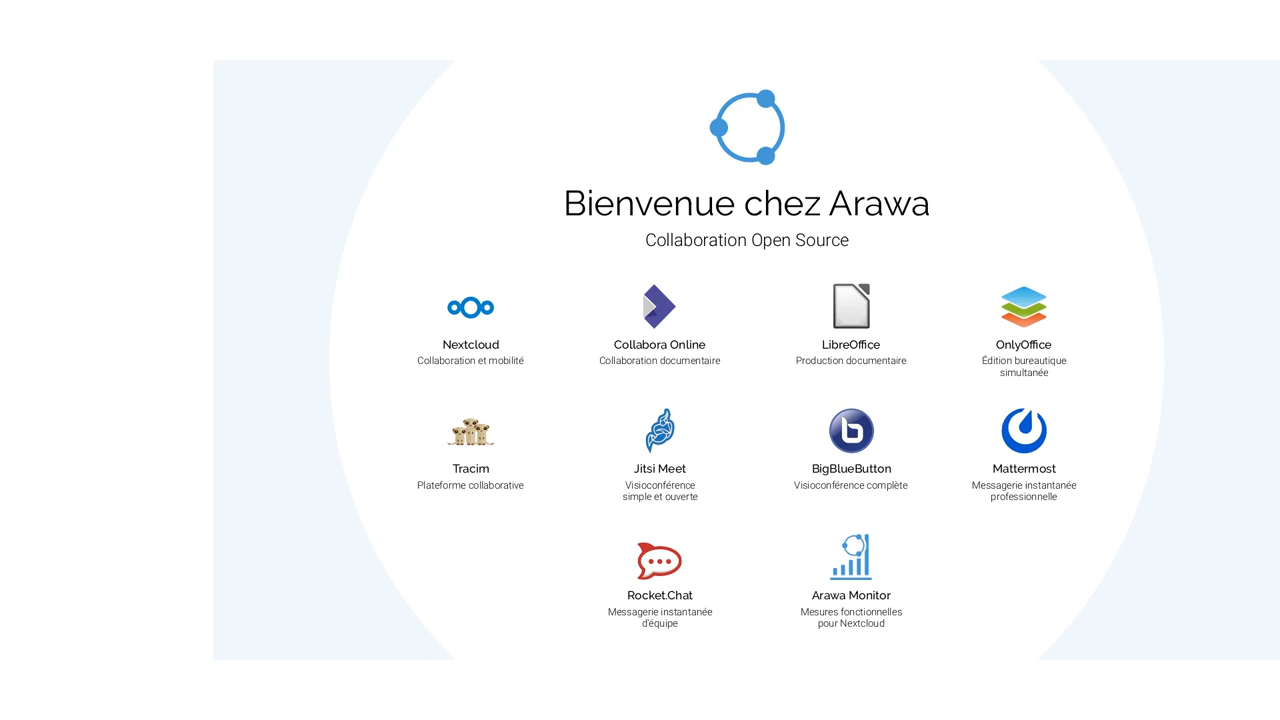 Bienvenue chez Arawa
Collaboration Open Source
Nextcloud
Collaboration et mobilité
Collabora Online
Collaboration documentaire
LibreOffice
Production documentaire
OnlyOffice
Édition bureautique
simultanée
Tracim
Plateforme collaborative
Jitsi Meet
Visioconférence
simple et ouverte
BigBlueButton
Visioconférence complète
Mattermost
Messagerie instantanée
professionnelle
Rocket.Chat
Messagerie instantanée
d'équipe
Arawa Monitor
Mesures fonctionnelles
pour Nextcloud